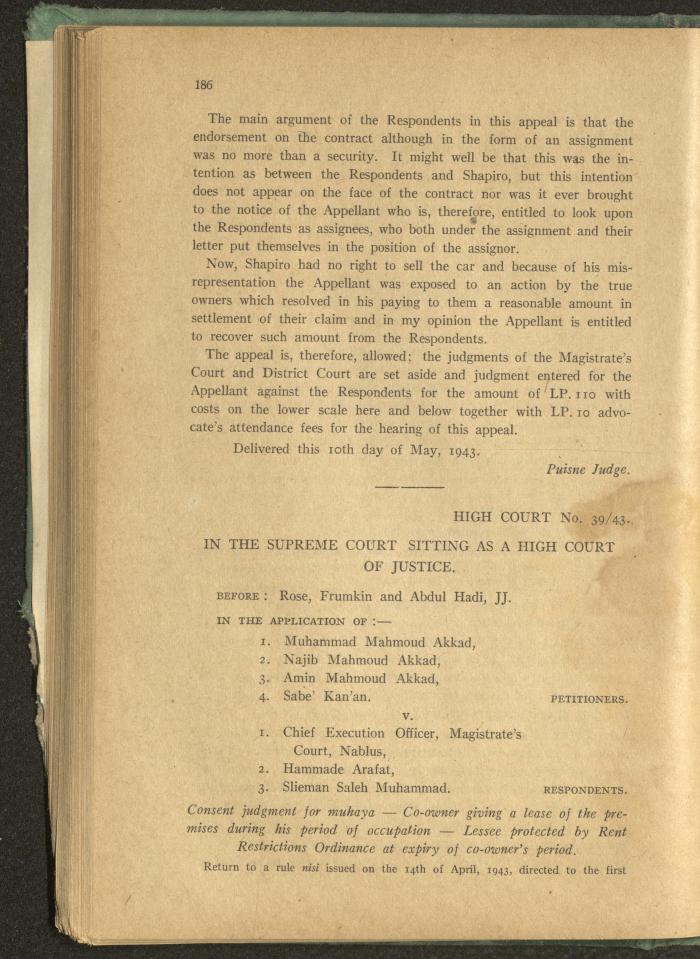 186
The main argument of the Respondents in this appeal is that the
endorsement on the contract although in the form of an assignment
was no more than a security. It might well be that this was the in-
tention as between the Respondents and Shapiro, but this intention
does not appear on the face of the contract nor was it ever brought
to the notice of the Appellant who is, therefore, entitled to look upon
the Respondents as assignees, who both under the assignment and their
letter put themselves in the position of the assignor.
Now, Shapiro had no right to sell the car and because of his mis-
representation the Appellant was exposed to an action by the true
owners which resolved in his paying to them a reasonable amount in
settlement of their claim and in my opinion the Appellant is entitled
to recover such amount from the Respondents.
The appeal is, therefore, allowed; the judgments of the Magistrate's
Court and District Court are set aside and judgment entered for the
Appellant against the Respondents for the amount of LP. 110 with
costs on the lower scale here and below together with LP. 10 advo-
cate's attendance fees for the hearing of this appeal.
Delivered this 10th day of May, 1943.
Puisne Judge.
HIGH COURT No. 39/43.
IN THE SUPREME COURT SITTING AS A HIGH COURT
OF JUSTICE.
BEFORE: Rose, Frumkin and Abdul Hadi, JJ.
IN THE APPLICATION OF :—
1. Muhammad Mahmoud Akkad,
2. Najib Mahmoud Akkad,
3. Amin Mahmoud Akkad,
4. Sabe' Kan'an. PETITIONERS.
v.
1. Chief Execution Officer, Magistrate's
Court, Nablus,
2. Hammade Arafat,
3. Slieman Saleh Muhammad. RESPONDENTS.
Consent judgment for muhaya — Co-owner giving a lease of the pre-
mises during his period of occupation — Lessee protected by Rent
Restrictions Ordinance at expiry of co-owner's period.
Return to a rule nisi issued on the 14th of April, 1943, directed to the first